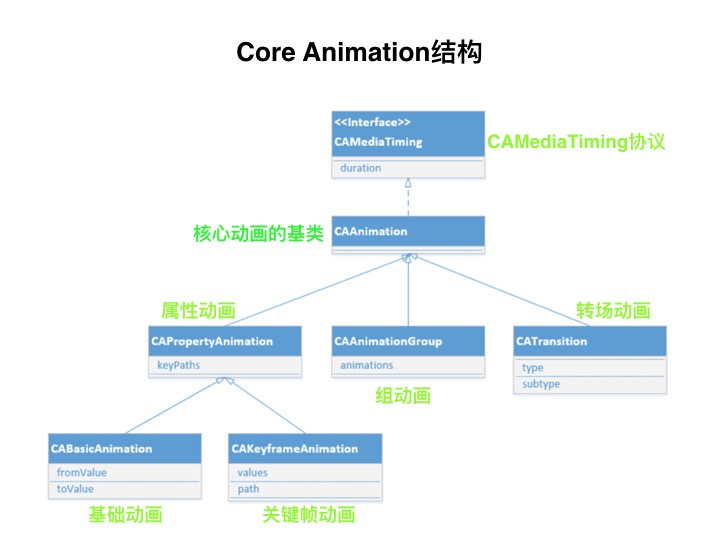 Core Animation结构
<<Interface>>
CAMediaTiming
CAMediaTiming协议
duration
核心动画的基类
CAAnimation
属性动画
转场动画
CAPropertyAnimation
CAAnimationGroup
CATransition
keyPaths
animations
type
subtype
组动画
CABasicAnimation
CAKeyframeAnimation
fromValue
values
toValue
path
基础动画
关键帧动画